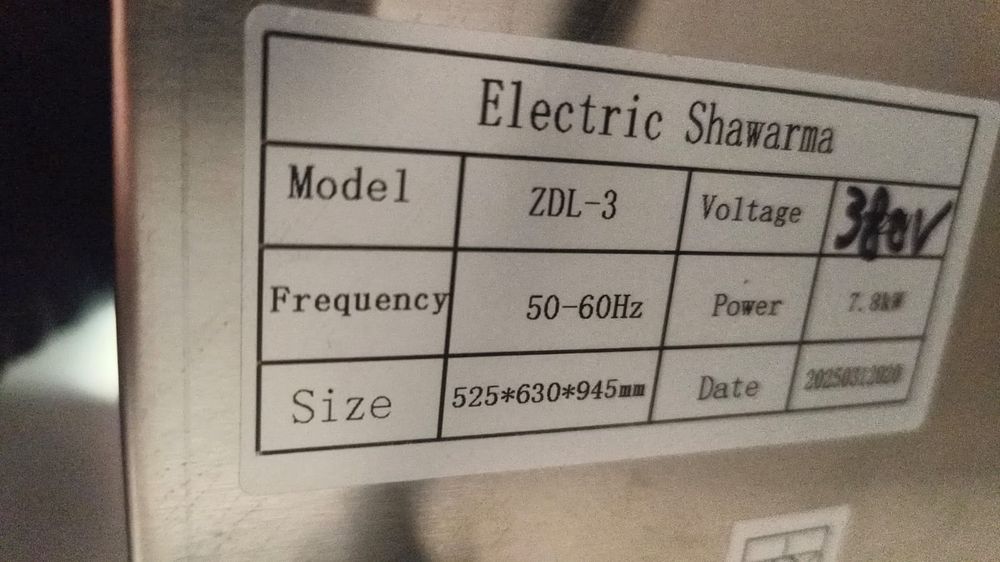 Electric Shawarma
Model ZDL-3 Voltage 380V
Frequency 50-60Hz Power 7.8kW
Size 525*630*945mm Date